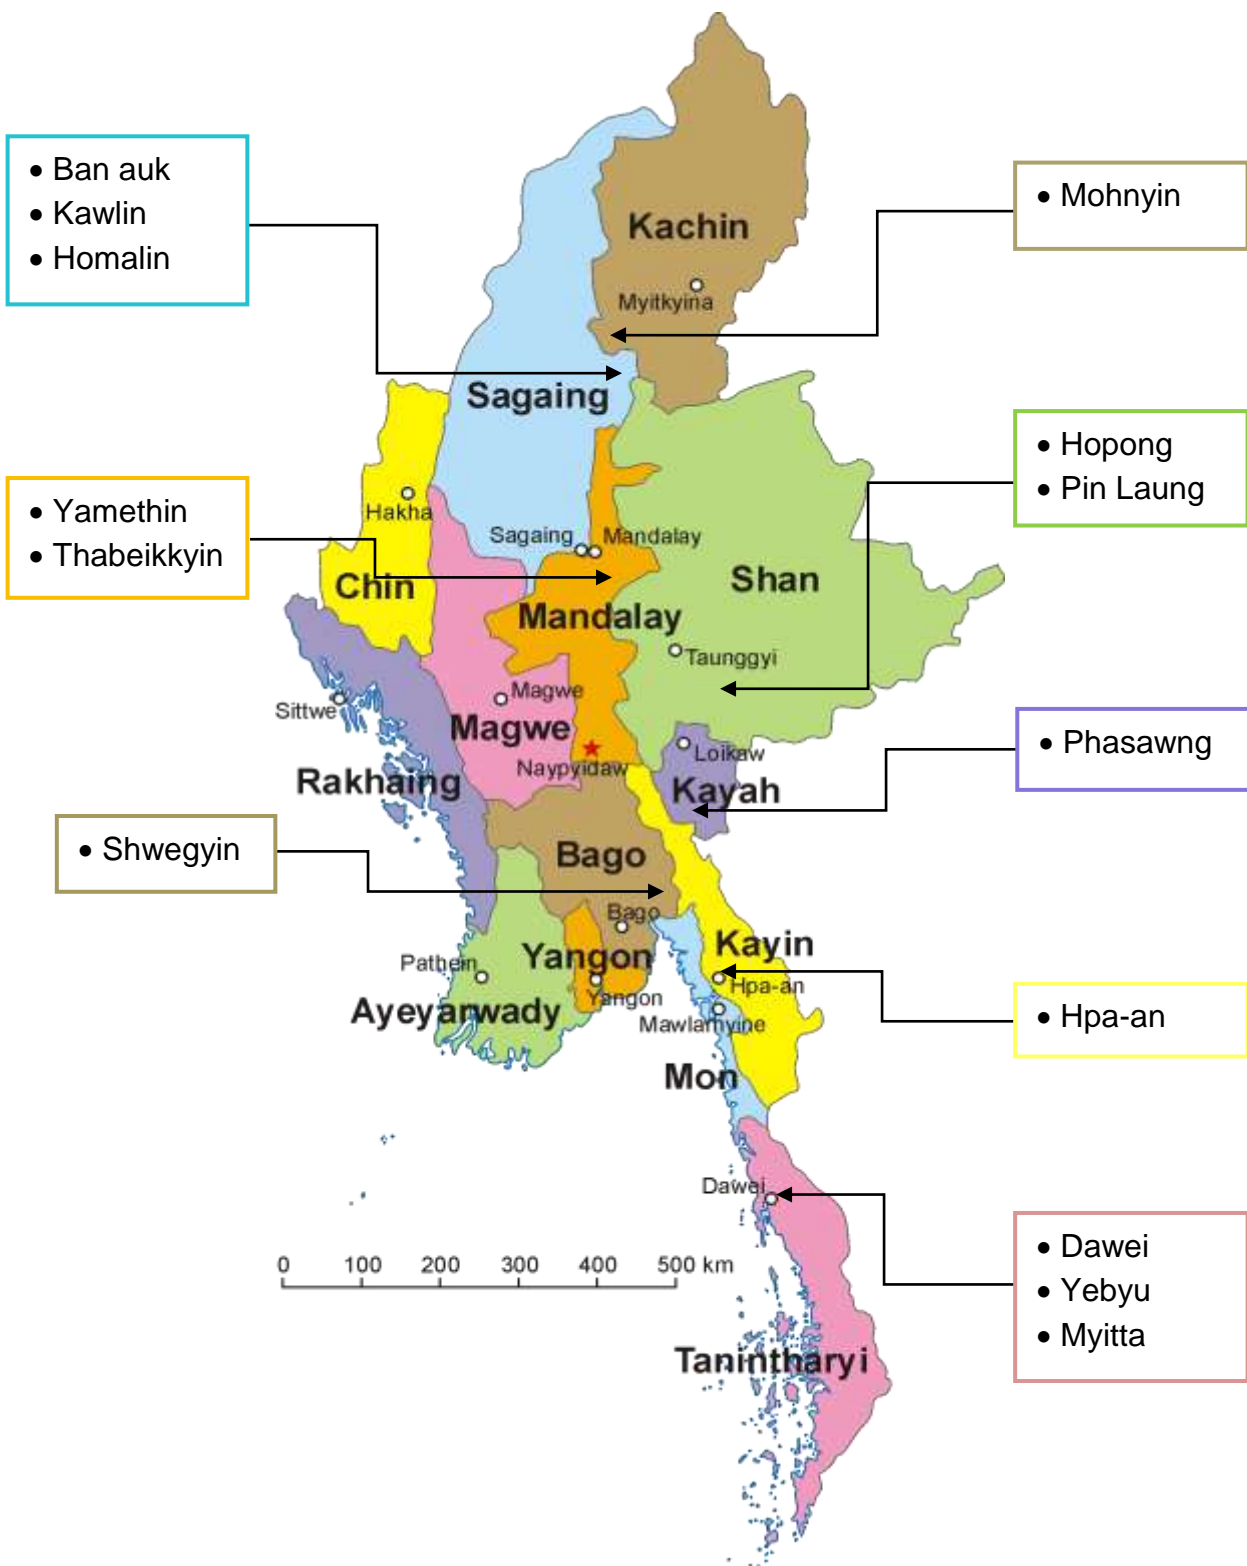 • Ban auk
• Kawlin
• Homalin
• Mohnyin
Kachin
Myitkyina
Sagaing
• Hopong
• Pin Laung
• Yamethin
• Thabeikkyin
Hakha
Sagaing
Mandalay
Chin
Shan
Mandalay
Taunggyi
Sittwe
Magwe
Magwe
• Phasawng
Loikaw
Naypyidaw
Rakhaing
Kayah
• Shwegyin
Bago
Bago
Kayin
Pathein
Yangon
Hpa-an
Yangon
Ayeyarwady
Mawlamyine
• Hpa-an
Mon
Dawei
0 100 200 300 400 500 km
• Dawei
• Yebyu
• Myitta
Tanintharyi